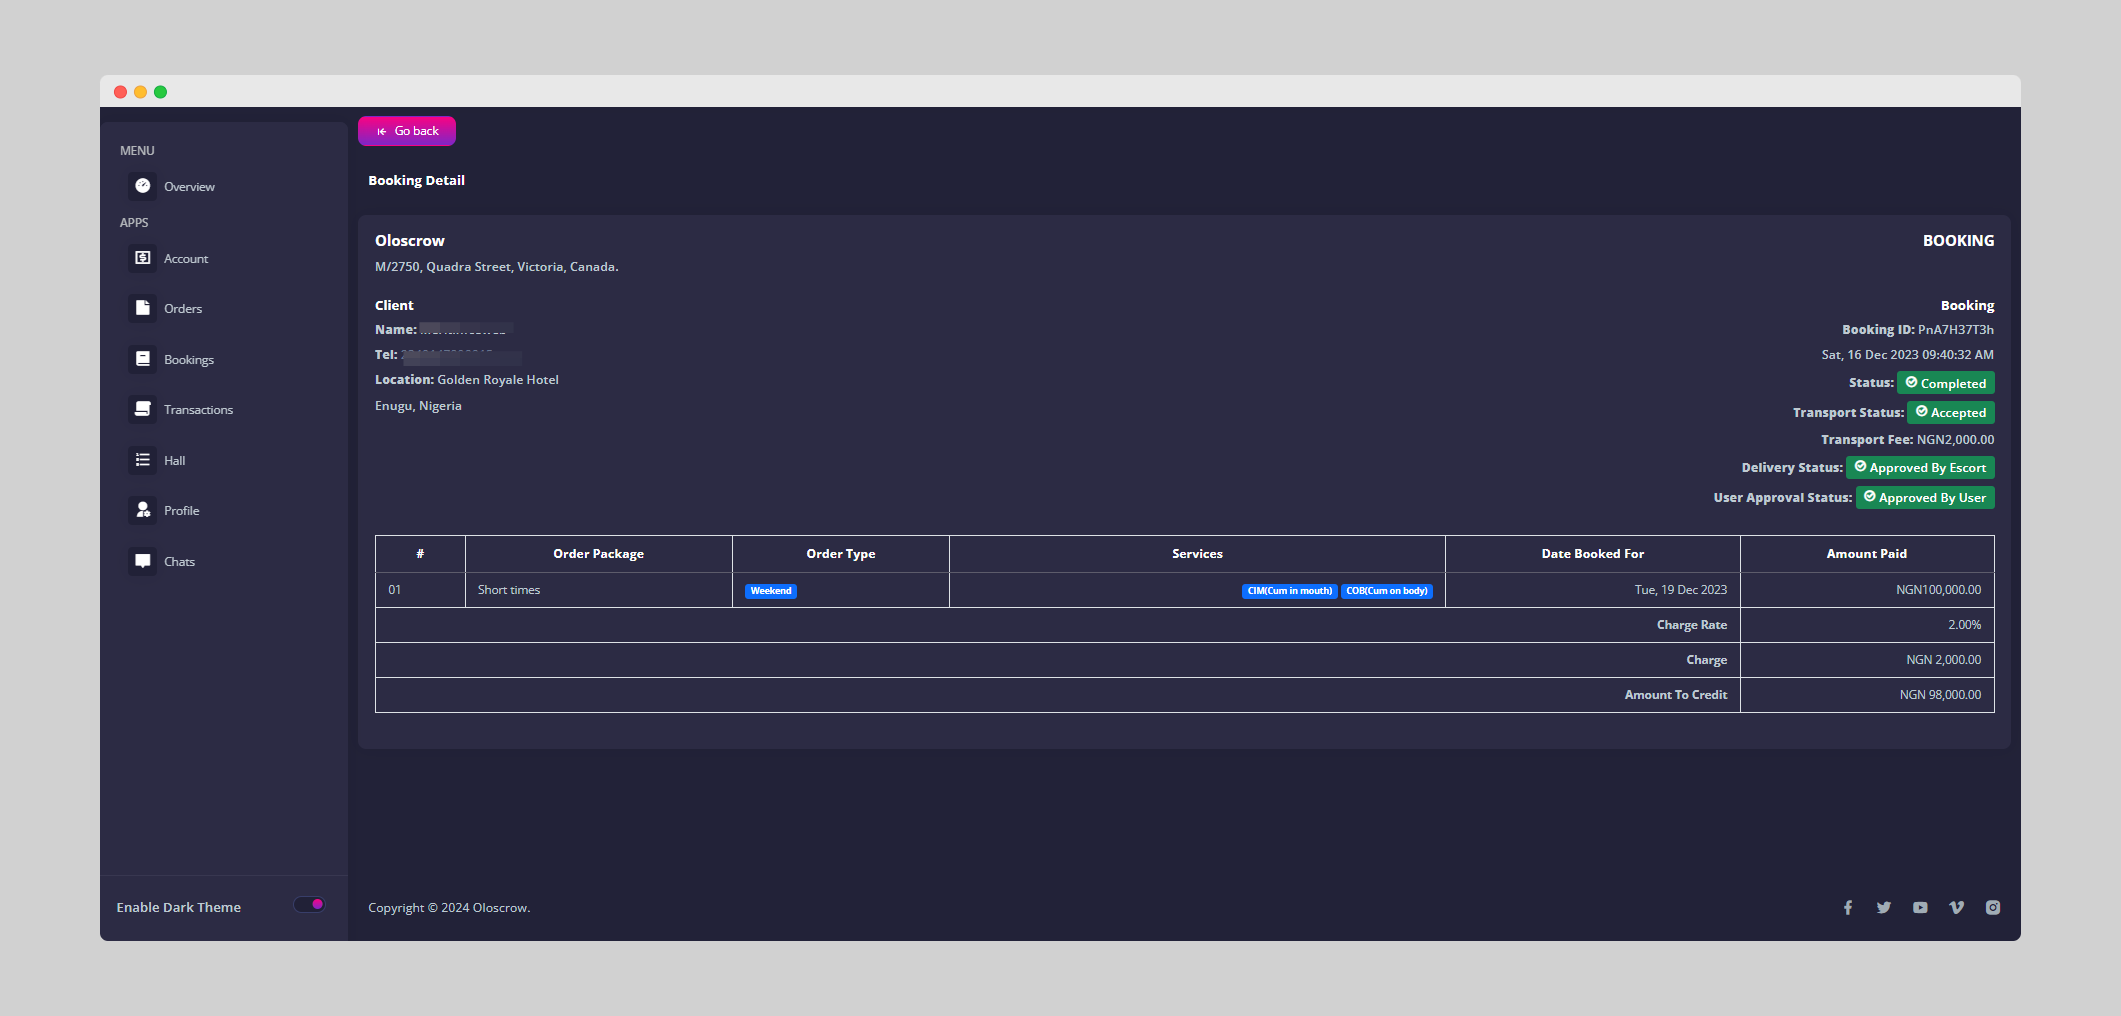 Go back
MENU
Overview
APPS
Account
Orders
Bookings
Transactions
Hall
Profile
Chats
Enable Dark Theme
Booking Detail
Oloscrow
BOOKING
M/2750, Quadra Street, Victoria, Canada.
Client
Name:
Tel:
Location: Golden Royale Hotel
Enugu, Nigeria
Booking
Booking ID: PnA7H37T3h
Sat, 16 Dec 2023 09:40:32 AM
Status: Completed
Transport Status: Accepted
Transport Fee: NGN2,000.00
Delivery Status: Approved By Escort
User Approval Status: Approved By User
# Order Package Order Type Services Date Booked For Amount Paid
01 Short times Weekend CIM(Cum in mouth) COB(Cum on body) Tue, 19 Dec 2023 NGN100,000.00
Charge Rate 2.00%
Charge NGN 2,000.00
Amount To Credit NGN 98,000.00
Copyright © 2024 Oloscrow.